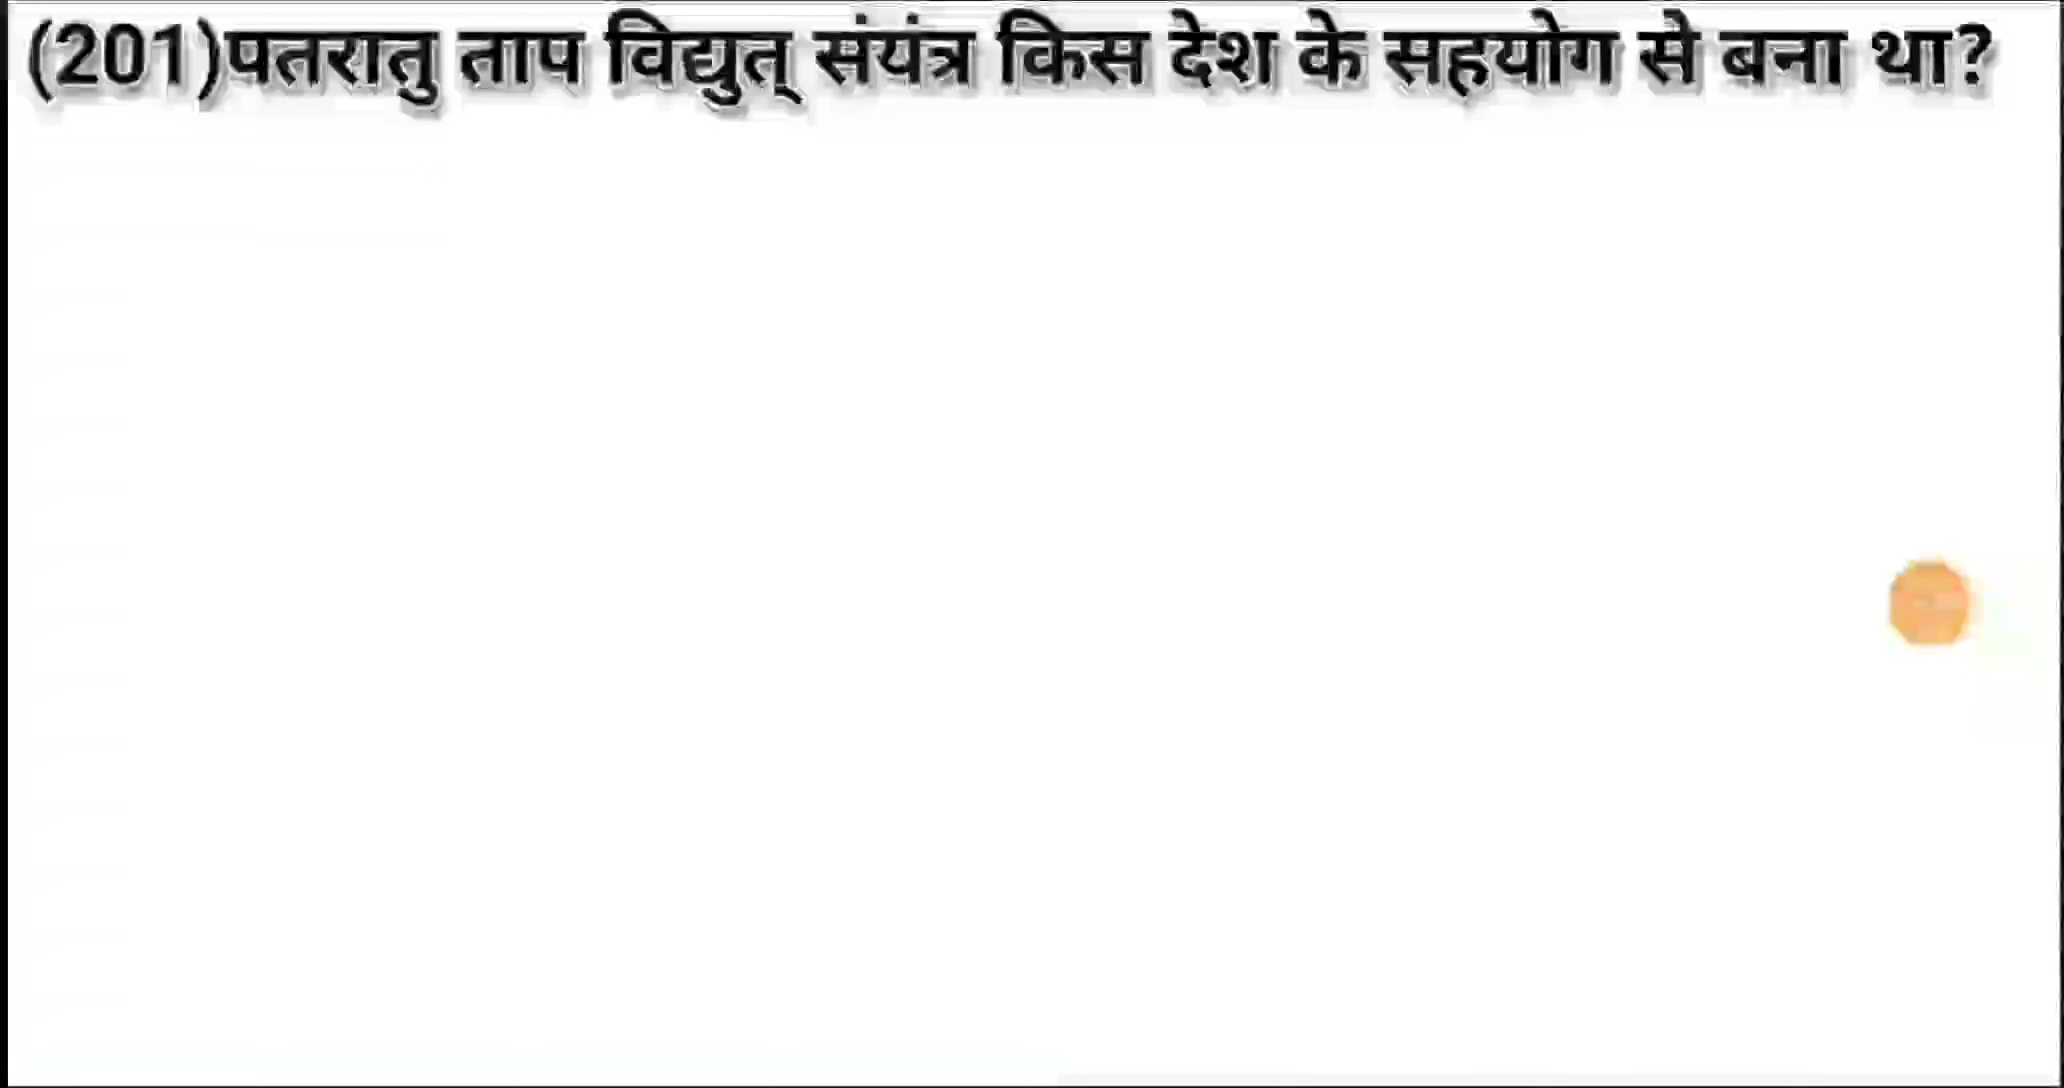 (201)पतरातु ताप विद्युत् संयंत्र किस देश के सहयोग से बना था?